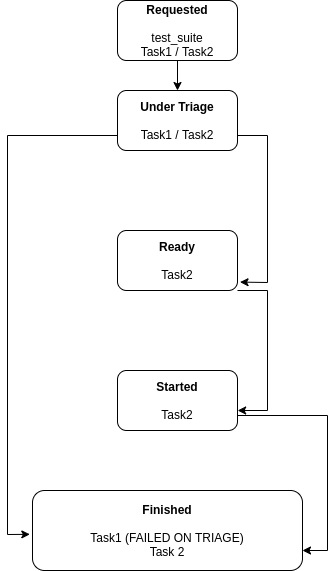 Requested
test_suite
Task1 / Task2
Under Triage
Task1 / Task2
Ready
Task2
Started
Task2
Finished
Task1 (FAILED ON TRIAGE)
Task 2